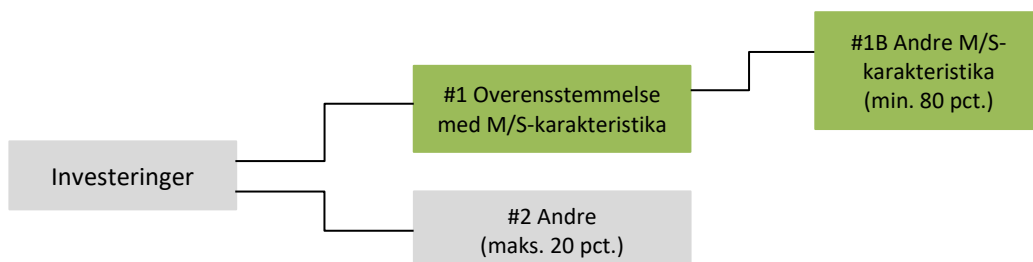 #1B Andre M/S-
karakteristika
(min. 80 pct.)
#1 Overensstemmelse
med M/S-karakteristika
Investeringer
#2 Andre
(maks. 20 pct.)